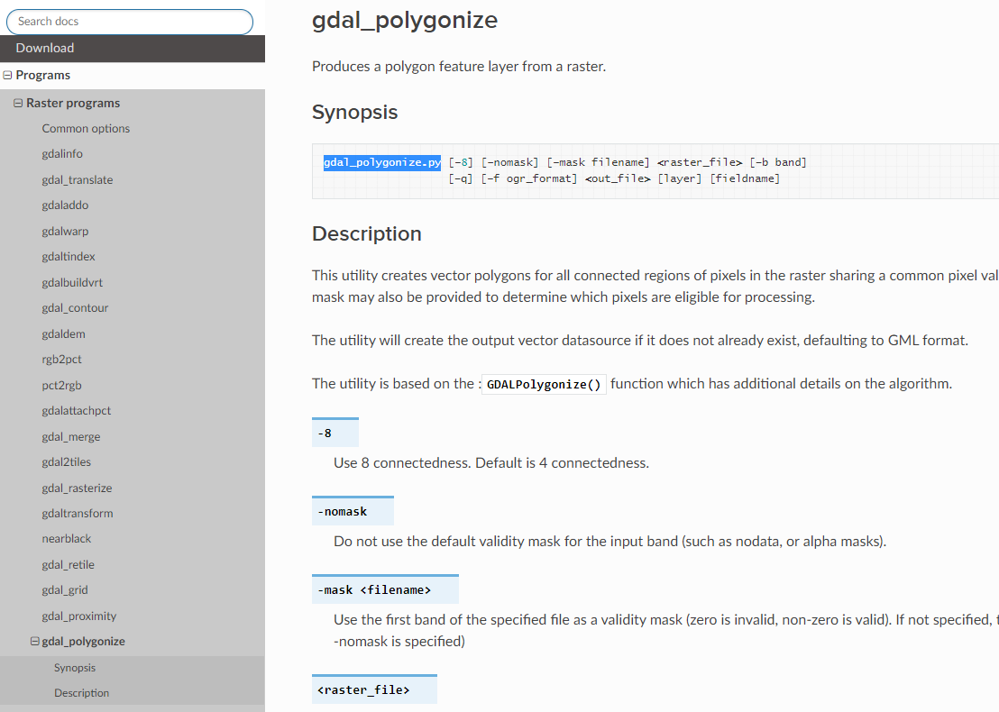 Search docs
Download
Programs
Raster programs
Common options
gdalinfo
gdal_translate
gdaladdo
gdalwarp
gdaltindex
gdalbuildvrt
gdal_contour
gdaldem
rgb2pct
pct2rgb
gdalattachpct
gdal_merge
gdal2tiles
gdal_rasterize
gdaltransform
nearblack
gdal_retile
gdal_grid
gdal_proximity
gdal_polygonize
Synopsis
Description
gdal_polygonize
Produces a polygon feature layer from a raster.
Synopsis
gdal_polygonize.py [-8] [-nomask] [-mask filename] <raster_file> [-b band]
[-q] [-f ogr_format] <out_file> [layer] [fieldname]
Description
This utility creates vector polygons for all connected regions of pixels in the raster sharing a common pixel val
mask may also be provided to determine which pixels are eligible for processing.
The utility will create the output vector datasource if it does not already exist, defaulting to GML format.
The utility is based on the : GDALPolygonize() function which has additional details on the algorithm.
-8
Use 8 connectedness. Default is 4 connectedness.
-nomask
Do not use the default validity mask for the input band (such as nodata, or alpha masks).
-mask <filename>
Use the first band of the specified file as a validity mask (zero is invalid, non-zero is valid). If not specified,
-nomask is specified)
<raster_file>